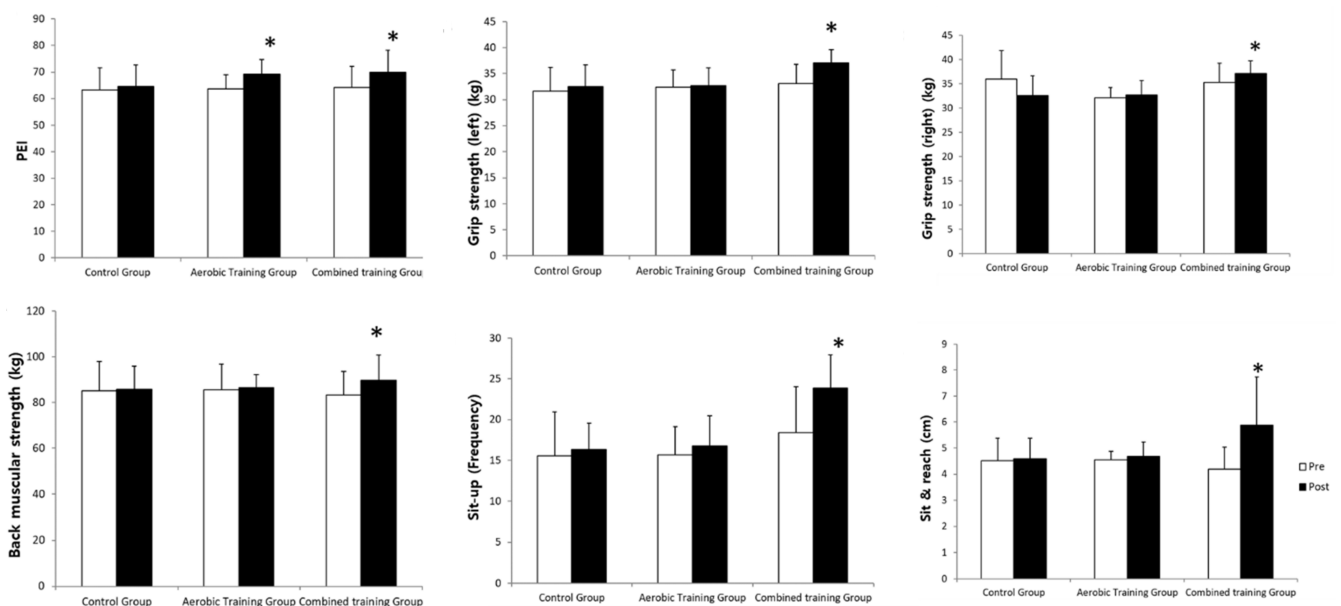 90
80
70
60
50
40
30
20
10
0
PEI
*
*
Control Group
Aerobic Training Group
Combined training Group
45
40
35
30
25
20
15
10
5
0
Grip strength (left) (kg)
*
Control Group
Aerobic Training Group
Combined training Group
45
40
35
30
25
20
15
10
5
0
Grip strength (right) (kg)
*
Control Group
Aerobic Training Group
Combined training Group
120
100
80
60
40
20
0
Back muscular strength (kg)
*
Control Group
Aerobic Training Group
Combined training Group
30
25
20
15
10
5
0
Sit-up (Frequency)
*
Control Group
Aerobic Training Group
Combined training Group
9
8
7
6
5
4
3
2
1
0
Sit & reach (cm)
*
Control Group
Aerobic Training Group
Combined training Group
Pre
Post